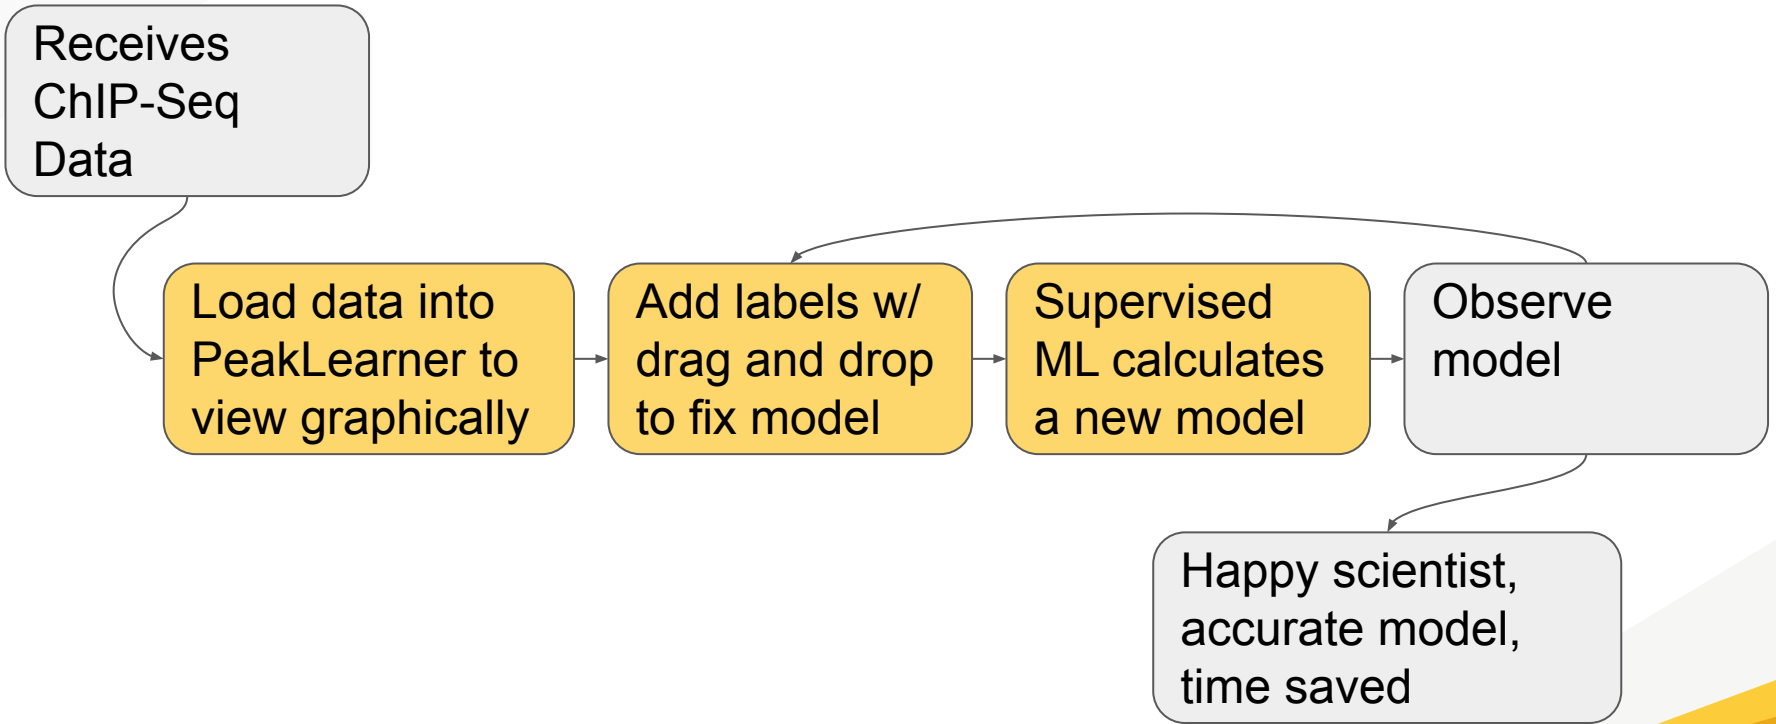 Receives
ChIP-Seq
Data
Load data into
PeakLearner to
view graphically
Add labels w/
drag and drop
to fix model
Supervised
ML calculates
a new model
Observe
model
Happy scientist,
accurate model,
time saved